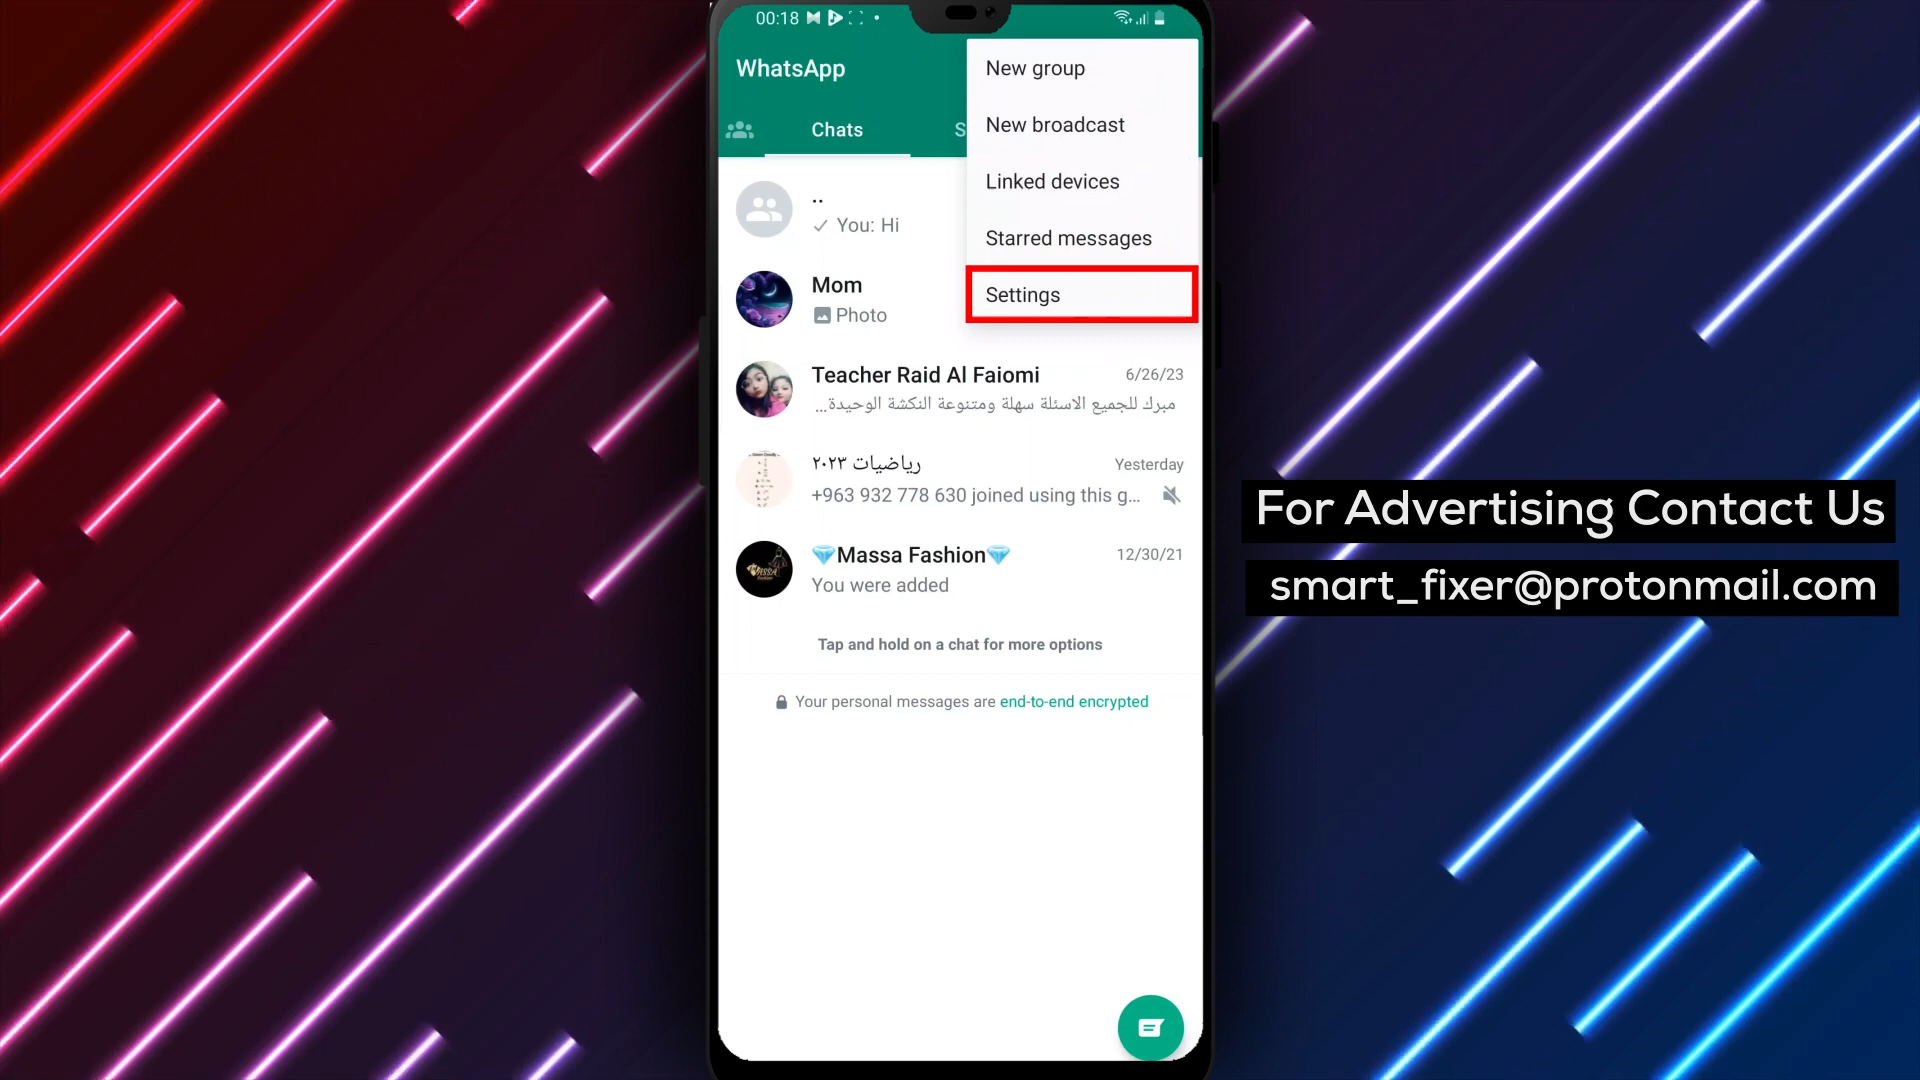 00:18
WhatsApp
New group
Chats
S
New broadcast
Linked devices
Starred messages
Settings
..
You: Hi
Mom
Photo
Teacher Raid Al Faiomi
6/26/23
مبرك للجميع الاسئلة سهلة ومتنوعة النكشة الوحيدة...
رياضيات ٢٠٢٣
Yesterday
+963 932 778 630 joined using this g...
💎Massa Fashion💎
12/30/21
You were added
Tap and hold on a chat for more options
Your personal messages are end-to-end encrypted
For Advertising Contact Us
smart_fixer@protonmail.com